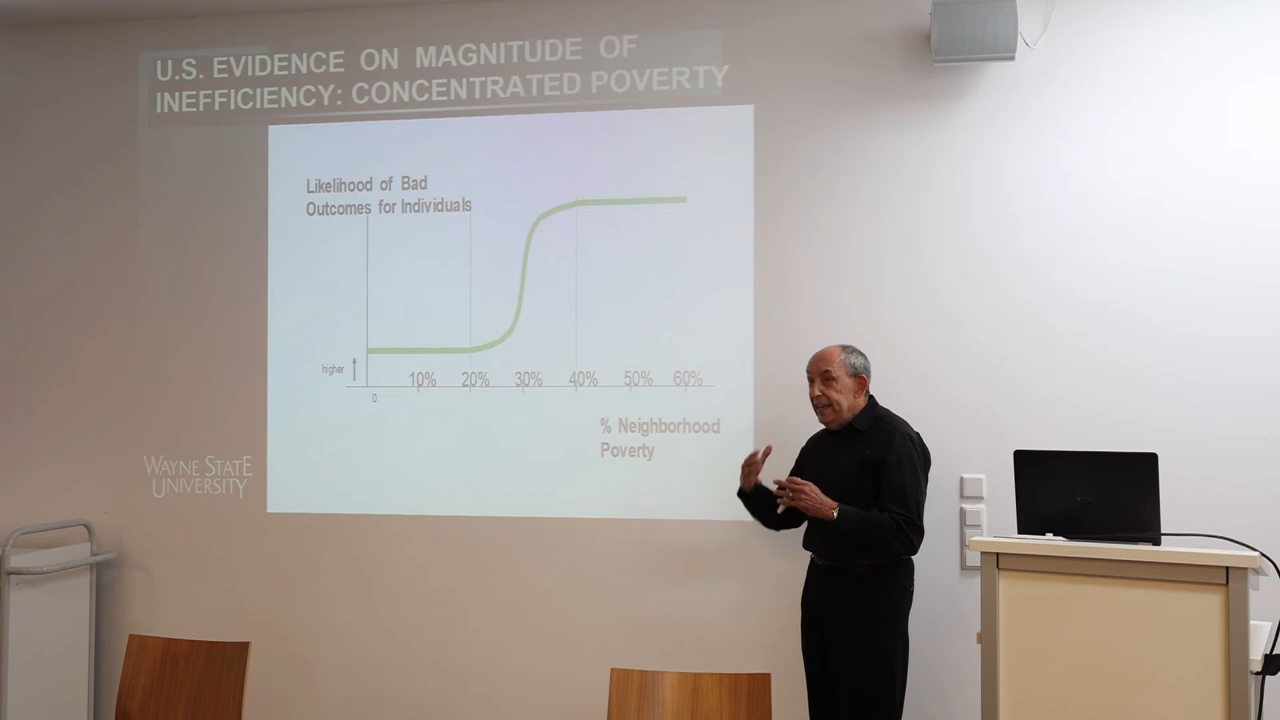 U.S. EVIDENCE ON MAGNITUDE OF
INEFFICIENCY: CONCENTRATED POVERTY
Likelihood of Bad
Outcomes for Individuals
higher
10% 20% 30% 40% 50% 60%
0
% Neighborhood
Poverty
WAYNE STATE
UNIVERSITY